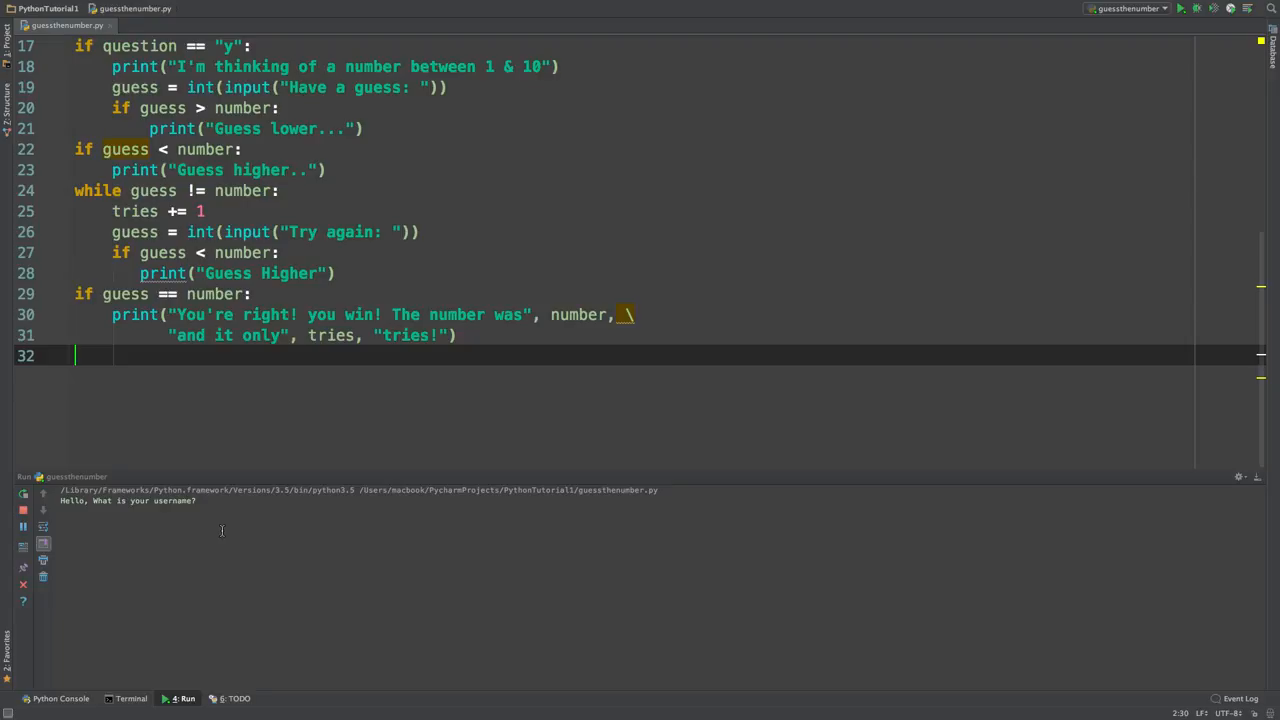 PythonTutorial1 guessthenumber.py guessthenumber
guessthenumber.py
1: Project
Z: Structure
2: Favorites
Database
17 if question == "y":
18 print("I'm thinking of a number between 1 & 10")
19 guess = int(input("Have a guess: "))
20 if guess > number:
21 print("Guess lower...")
22 if guess < number:
23 print("Guess higher..")
24 while guess != number:
25 tries += 1
26 guess = int(input("Try again: "))
27 if guess < number:
28 print("Guess Higher")
29 if guess == number:
30 print("You're right! you win! The number was", number, \
31 "and it only", tries, "tries!")
32
Run guessthenumber
/Library/Frameworks/Python.framework/Versions/3.5/bin/python3.5 /Users/macbook/PycharmProjects/PythonTutorial1/guessthenumber.py
Hello, What is your username?
Python Console Terminal 4: Run 6: TODO Event Log
2:30 LF÷ UTF-8÷